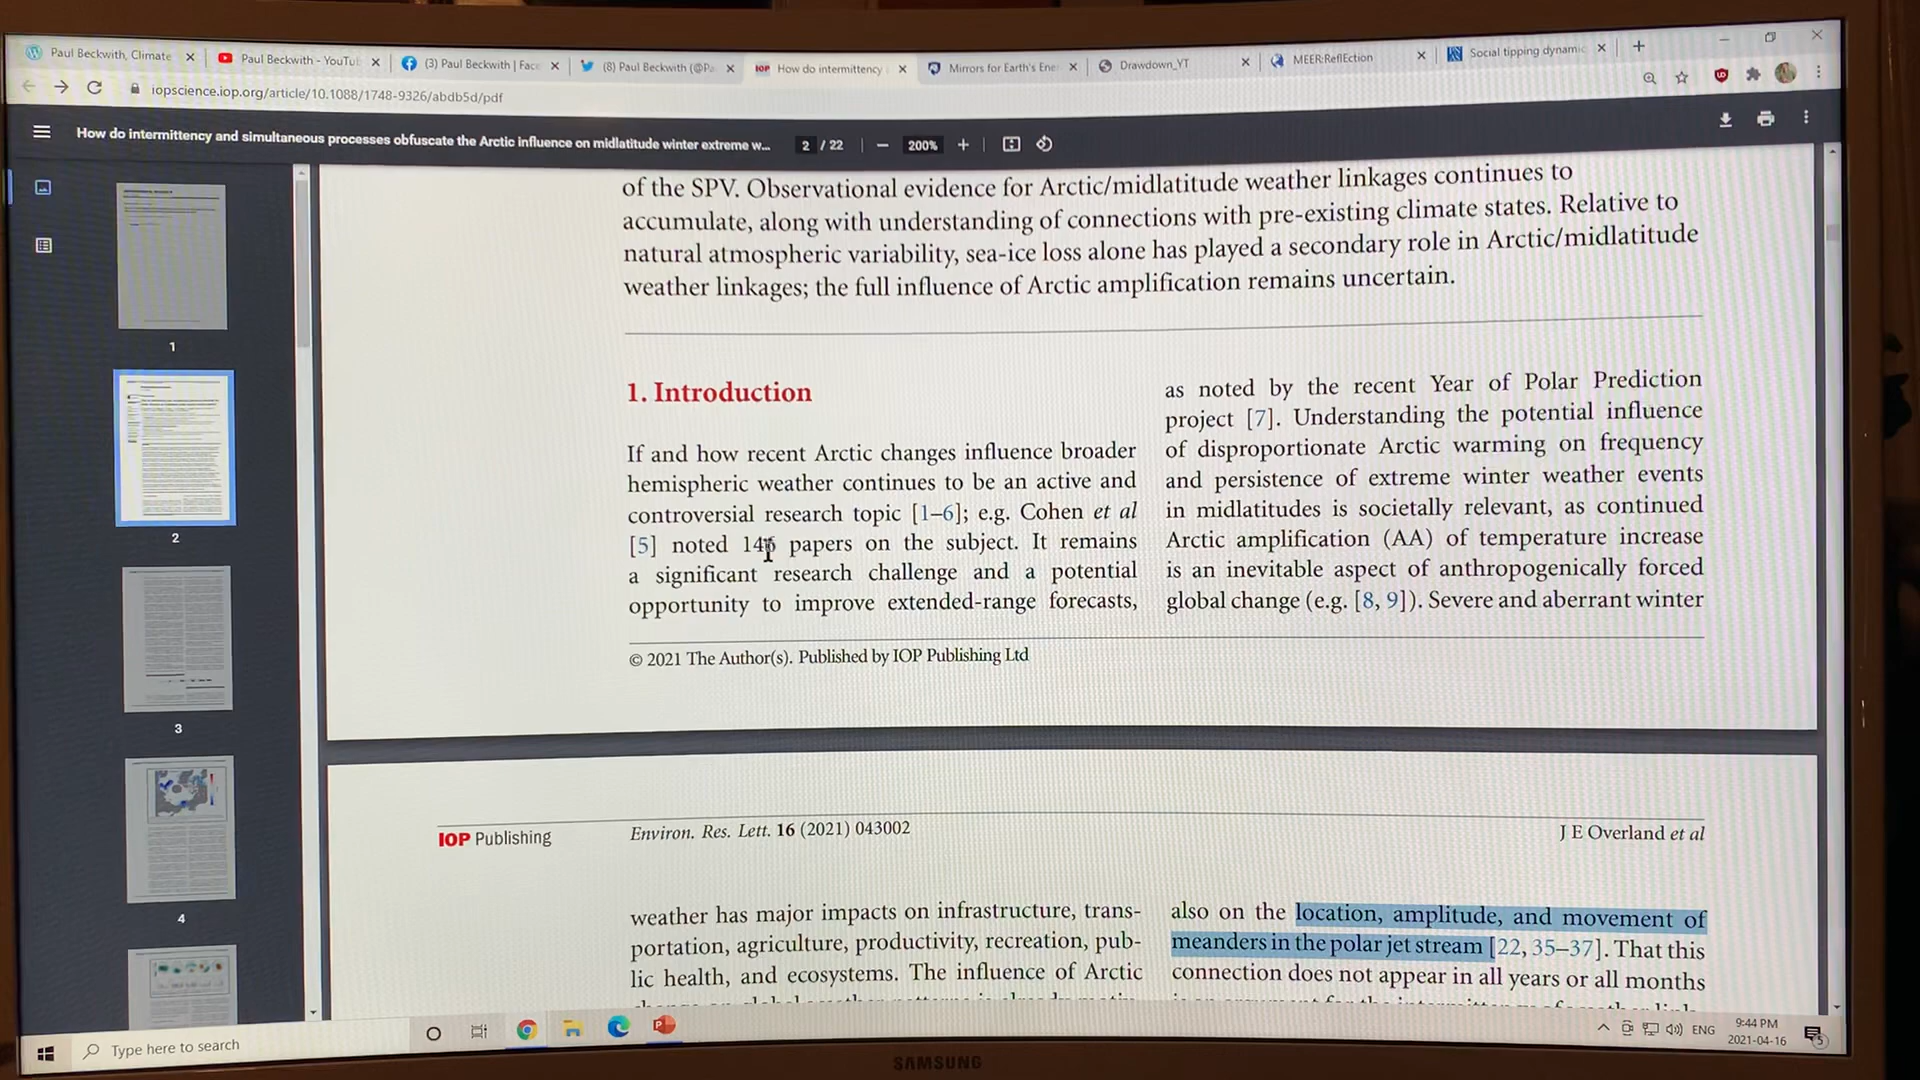 Paul Beckwith, Climate
Paul Beckwith - YouTu
(3) Paul Beckwith | Face
(8) Paul Beckwith (@Pa
IOP How do intermittency
Mirrors for Earth's Ene
Drawdown_YT
MEER:ReflEction
Social tipping dynamic
iopscience.iop.org/article/10.1088/1748-9326/abdb5d/pdf
How do intermittency and simultaneous processes obfuscate the Arctic influence on midlatitude winter extreme w...
2 / 22
200%
1
2
3
4
of the SPV. Observational evidence for Arctic/midlatitude weather linkages continues to
accumulate, along with understanding of connections with pre-existing climate states. Relative to
natural atmospheric variability, sea-ice loss alone has played a secondary role in Arctic/midlatitude
weather linkages; the full influence of Arctic amplification remains uncertain.
1. Introduction
If and how recent Arctic changes influence broader
hemispheric weather continues to be an active and
controversial research topic [1–6]; e.g. Cohen et al
[5] noted 146 papers on the subject. It remains
a significant research challenge and a potential
opportunity to improve extended-range forecasts,
as noted by the recent Year of Polar Prediction
project [7]. Understanding the potential influence
of disproportionate Arctic warming on frequency
and persistence of extreme winter weather events
in midlatitudes is societally relevant, as continued
Arctic amplification (AA) of temperature increase
is an inevitable aspect of anthropogenically forced
global change (e.g. [8, 9]). Severe and aberrant winter
© 2021 The Author(s). Published by IOP Publishing Ltd
IOP Publishing
Environ. Res. Lett. 16 (2021) 043002
J E Overland et al
weather has major impacts on infrastructure, trans-
portation, agriculture, productivity, recreation, pub-
lic health, and ecosystems. The influence of Arctic
also on the location, amplitude, and movement of
meanders in the polar jet stream [22, 35–37]. That this
connection does not appear in all years or all months
Type here to search
ENG
9:44 PM
2021-04-16
5
SAMSUNG